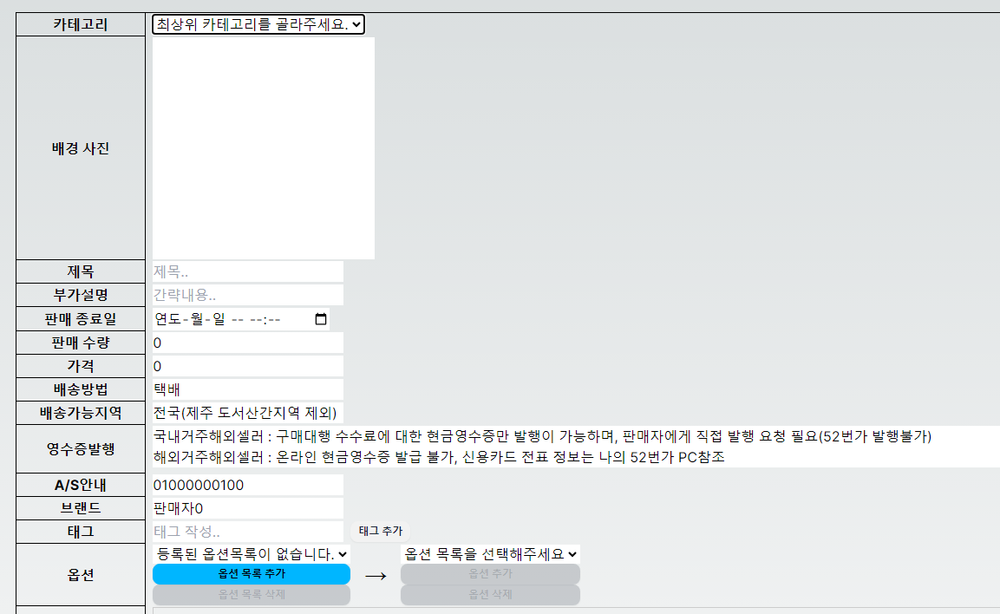 카테고리 최상위 카테고리를 골라주세요.
배경 사진
제목 제목..
부가설명 간략내용..
판매 종료일 연도-월-일 -- --:--
판매 수량 0
가격 0
배송방법 택배
배송가능지역 전국(제주 도서산간지역 제외)
영수증발행
국내거주해외셀러 : 구매대행 수수료에 대한 현금영수증만 발행이 가능하며, 판매자에게 직접 발행 요청 필요(52번가 발행불가)
해외거주해외셀러 : 온라인 현금영수증 발급 불가, 신용카드 전표 정보는 나의 52번가 PC참조
A/S안내 01000000100
브랜드 판매자0
태그 태그 작성.. 태그 추가
옵션
등록된 옵션목록이 없습니다. 옵션 목록을 선택해주세요
옵션 목록 추가 → 옵션 추가
옵션 목록 삭제 옵션 삭제